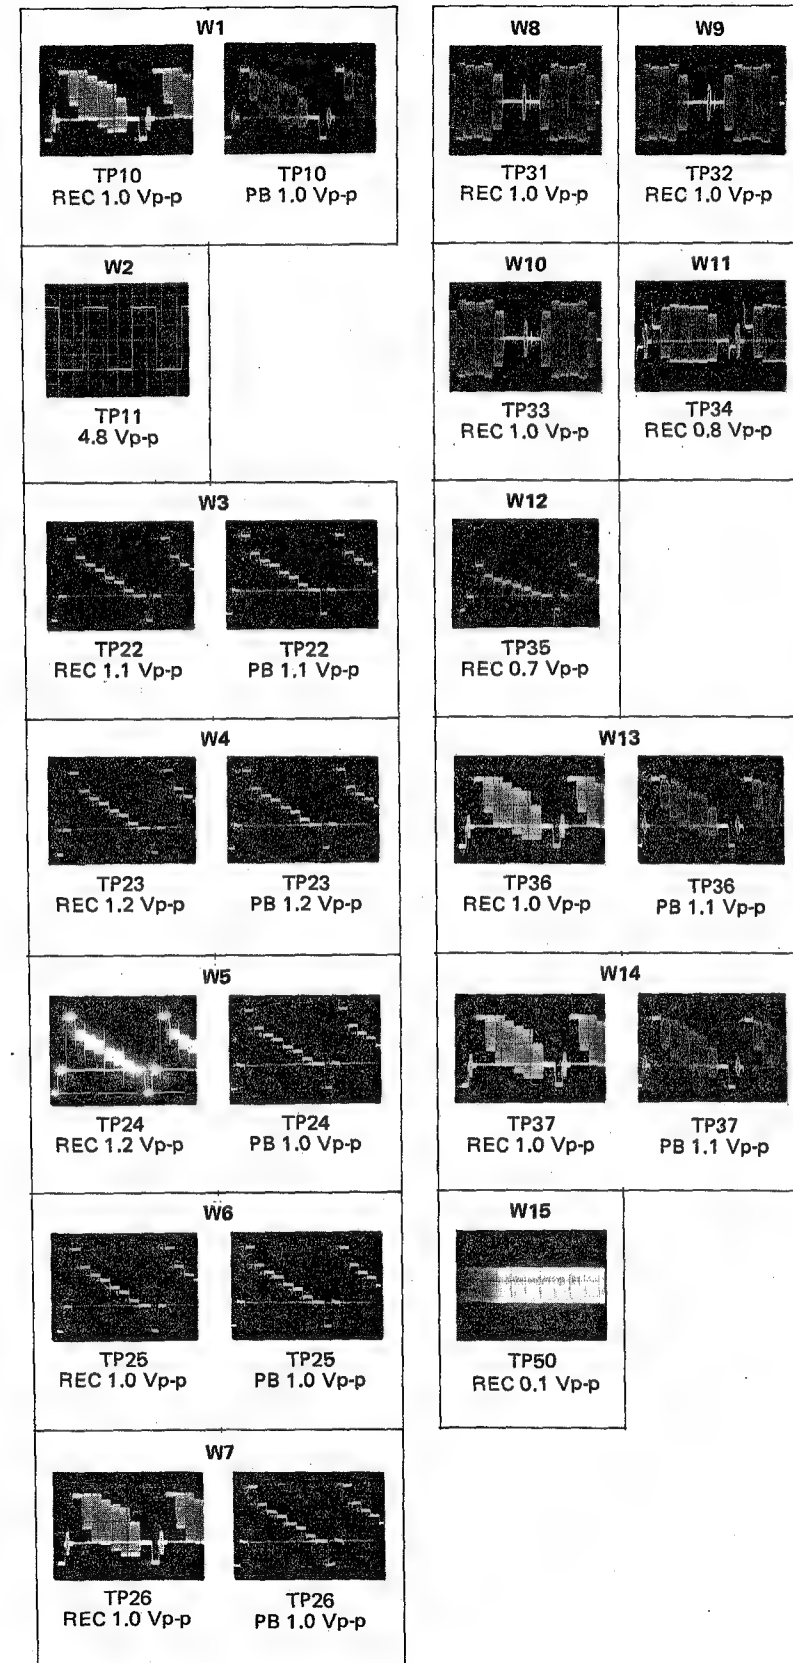 W1
TP10
REC 1.0 Vp-p
TP10
PB 1.0 Vp-p
W2
TP11
4.8 Vp-p
W3
TP22
REC 1.1 Vp-p
TP22
PB 1.1 Vp-p
W4
TP23
REC 1.2 Vp-p
TP23
PB 1.2 Vp-p
W5
TP24
REC 1.2 Vp-p
TP24
PB 1.0 Vp-p
W6
TP25
REC 1.0 Vp-p
TP25
PB 1.0 Vp-p
W7
TP26
REC 1.0 Vp-p
TP26
PB 1.0 Vp-p
W8
TP31
REC 1.0 Vp-p
W9
TP32
REC 1.0 Vp-p
W10
TP33
REC 1.0 Vp-p
W11
TP34
REC 0.8 Vp-p
W12
TP35
REC 0.7 Vp-p
W13
TP36
REC 1.0 Vp-p
TP36
PB 1.1 Vp-p
W14
TP37
REC 1.0 Vp-p
TP37
PB 1.1 Vp-p
W15
TP50
REC 0.1 Vp-p